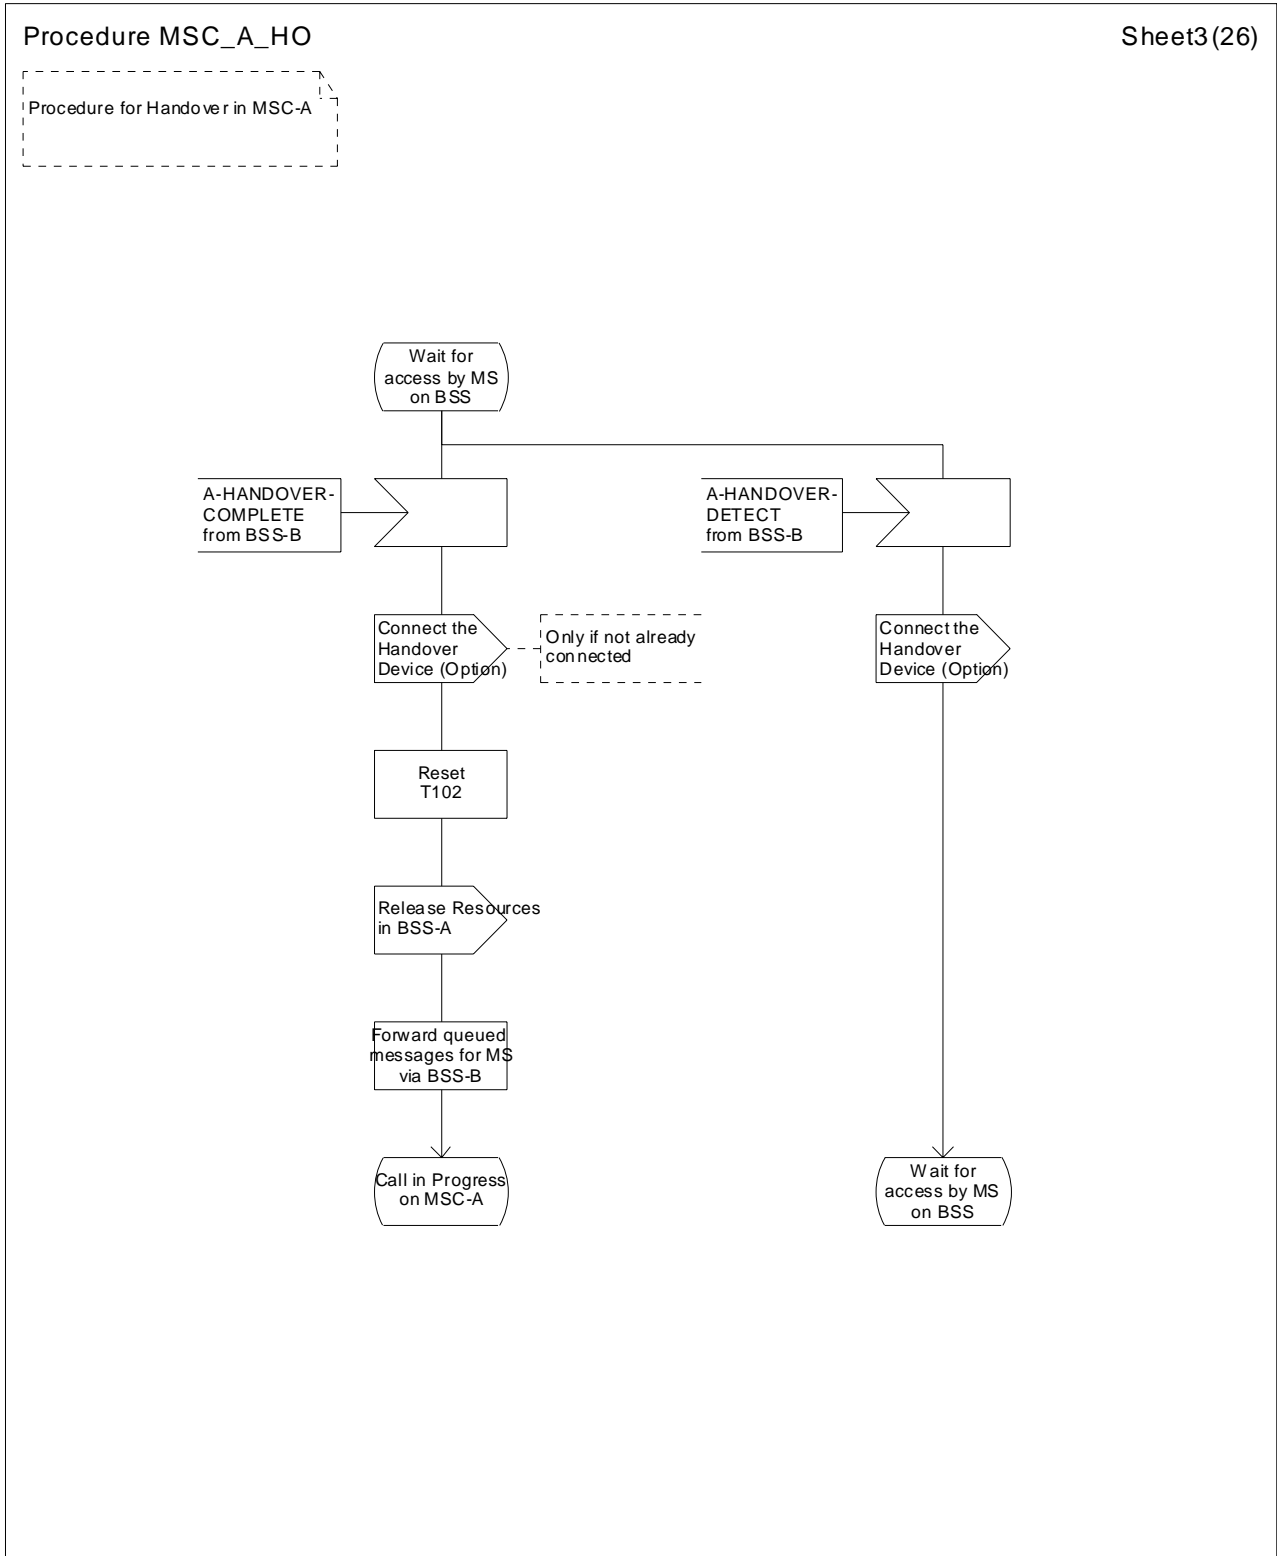 Procedure MSC_A_HO
Sheet3(26)
Procedure for Handover in MSC-A
Wait for
access by MS
on BSS
A-HANDOVER-
COMPLETE
from BSS-B
A-HANDOVER-
DETECT
from BSS-B
Connect the
Handover
Device (Option)
Only if not already
connected
Connect the
Handover
Device (Option)
Reset
T102
Release Resources
in BSS-A
Forward queued
messages for MS
via BSS-B
Call in Progress
on MSC-A
Wait for
access by MS
on BSS